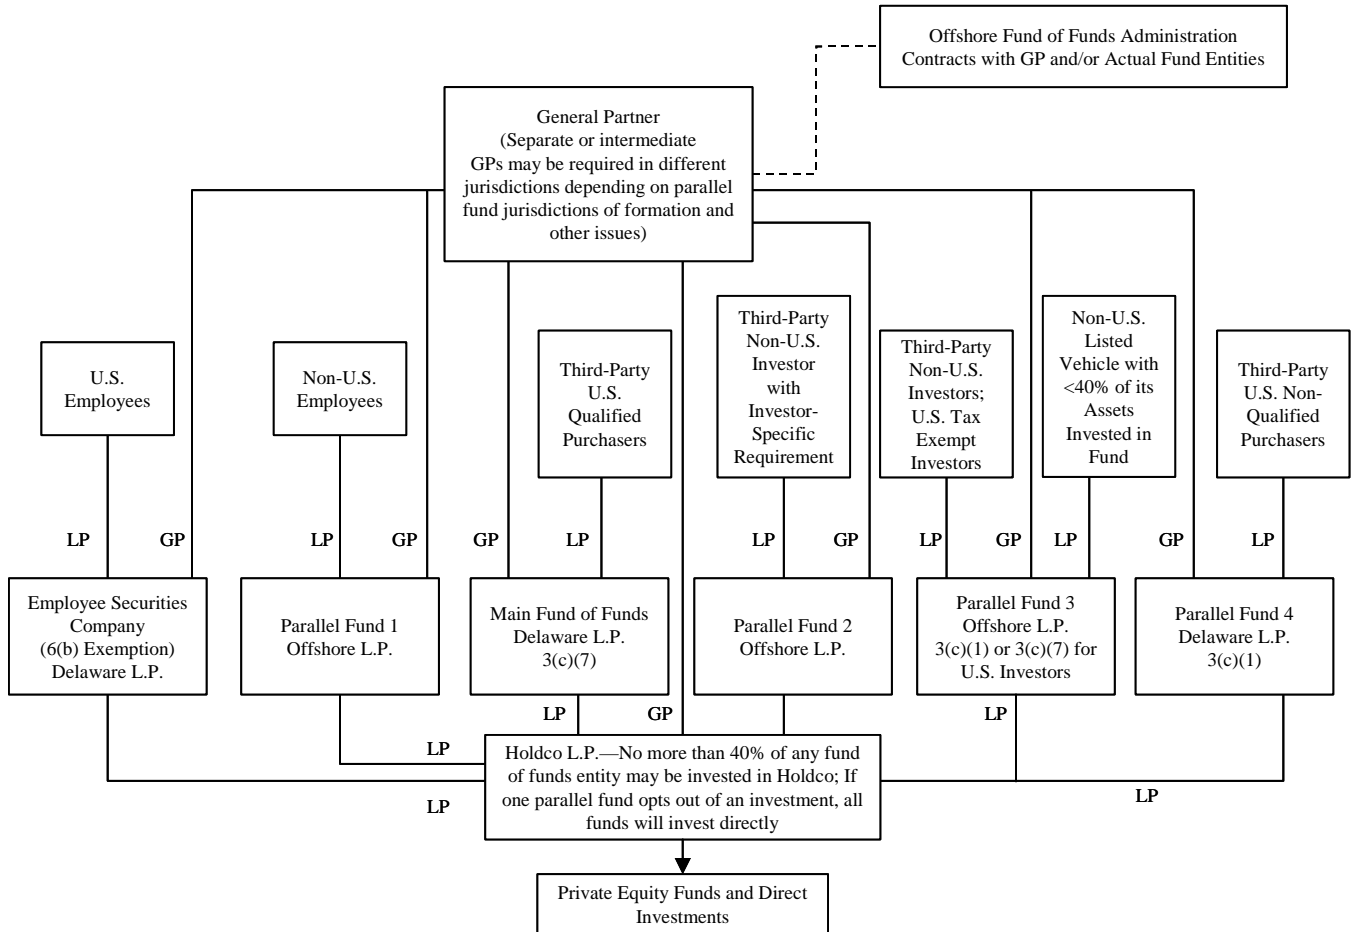 Offshore Fund of Funds Administration
Contracts with GP and/or Actual Fund Entities
General Partner
(Separate or intermediate
GPs may be required in different
jurisdictions depending on parallel
fund jurisdictions of formation and
other issues)
U.S.
Employees
Non-U.S.
Employees
Third-Party
U.S.
Qualified
Purchasers
Third-Party
Non-U.S.
Investor
with
Investor-
Specific
Requirement
Third-Party
Non-U.S.
Investors;
U.S. Tax
Exempt
Investors
Non-U.S.
Listed
Vehicle with
<40% of its
Assets
Invested in
Fund
Third-Party
U.S. Non-
Qualified
Purchasers
LP GP LP GP GP LP LP GP LP GP LP GP LP
Employee Securities
Company
(6(b) Exemption)
Delaware L.P.
Parallel Fund 1
Offshore L.P.
Main Fund of Funds
Delaware L.P.
3(c)(7)
Parallel Fund 2
Offshore L.P.
Parallel Fund 3
Offshore L.P.
3(c)(1) or 3(c)(7) for
U.S. Investors
Parallel Fund 4
Delaware L.P.
3(c)(1)
LP GP LP
LP
Holdco L.P.—No more than 40% of any fund
of funds entity may be invested in Holdco; If
one parallel fund opts out of an investment, all
funds will invest directly
LP
LP
Private Equity Funds and Direct
Investments